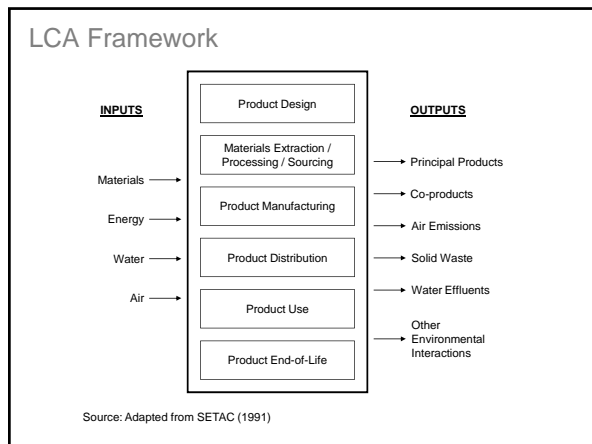 LCA Framework
INPUTS
Materials
Energy
Water
Air
Product Design
Materials Extraction /
Processing / Sourcing
Product Manufacturing
Product Distribution
Product Use
Product End-of-Life
OUTPUTS
Principal Products
Co-products
Air Emissions
Solid Waste
Water Effluents
Other
Environmental
Interactions
Source: Adapted from SETAC (1991)